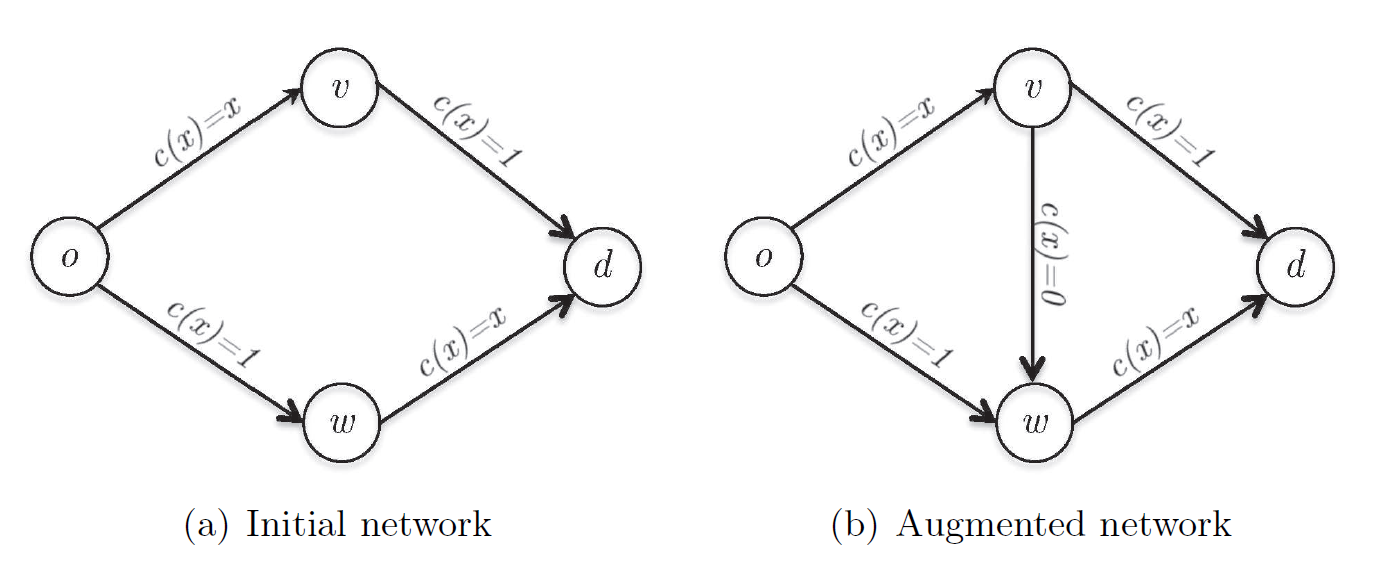 v
c(x)=x
c(x)=1
o
d
c(x)=1
c(x)=x
w
(a) Initial network
v
c(x)=x
c(x)=1
c(x)=0
o
d
c(x)=1
c(x)=x
w
(b) Augmented network